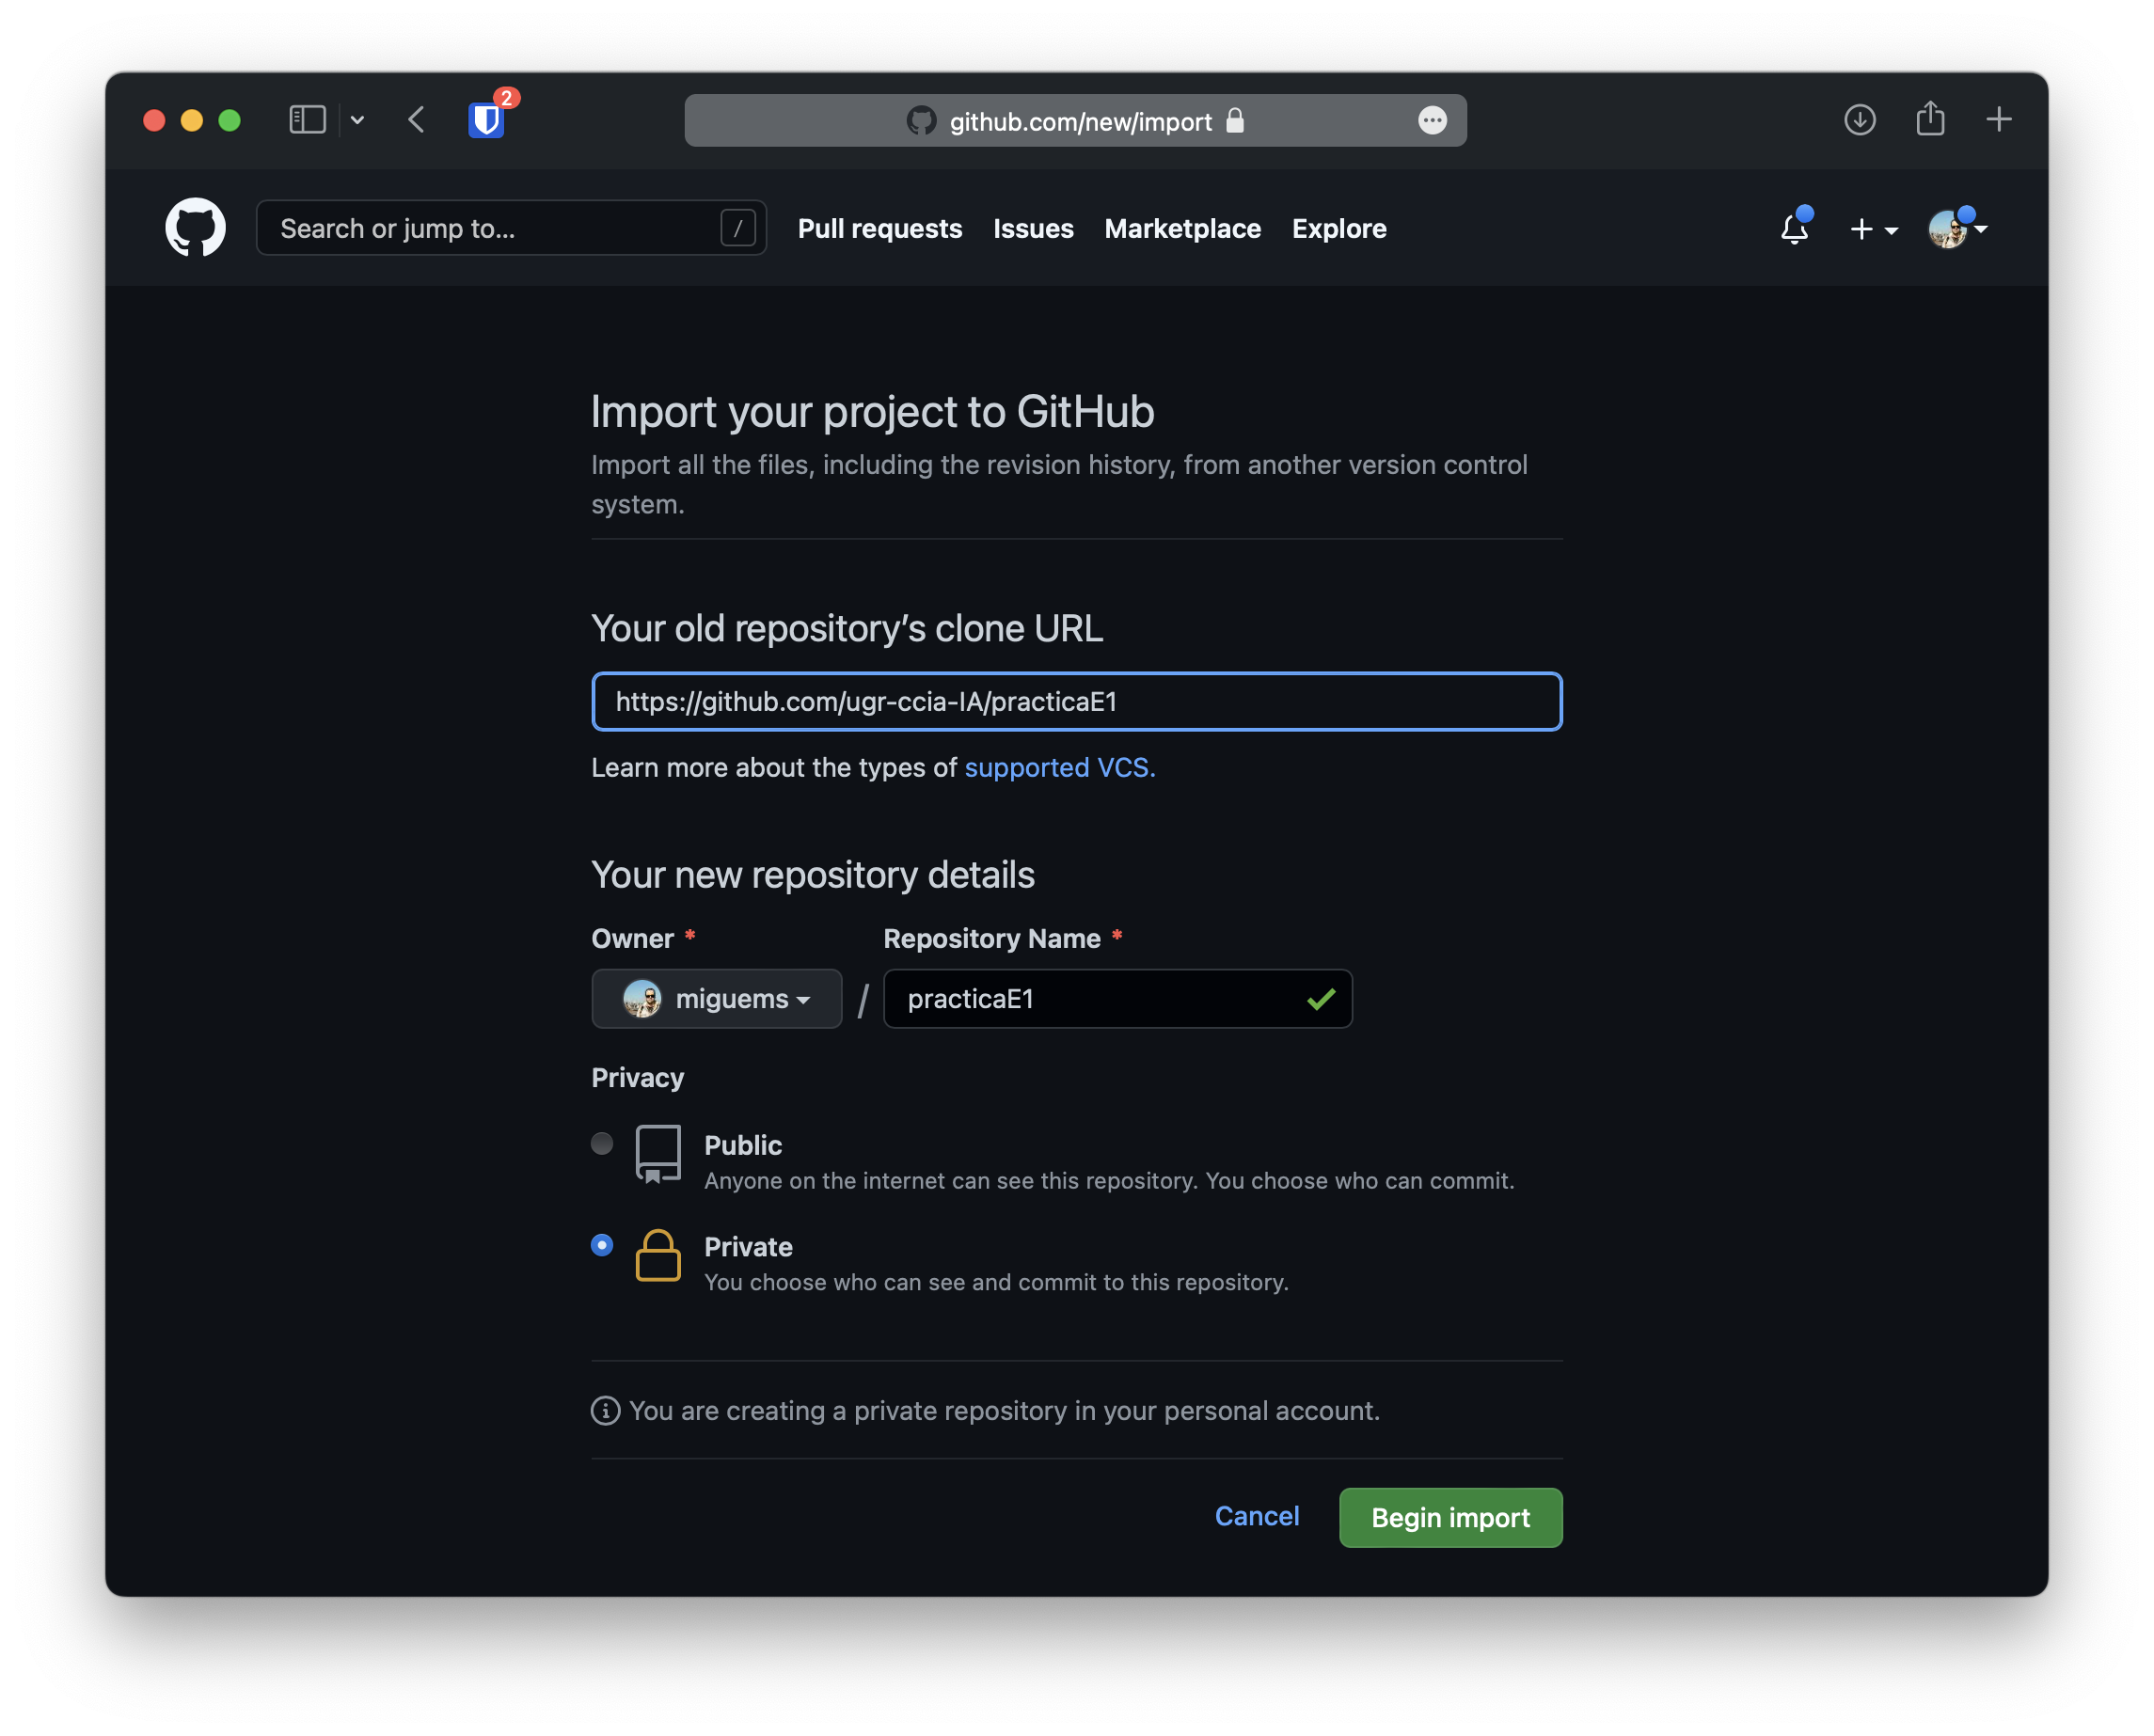 2
github.com/new/import
Search or jump to... /
Pull requests Issues Marketplace Explore
Import your project to GitHub
Import all the files, including the revision history, from another version control
system.
Your old repository’s clone URL
https://github.com/ugr-ccia-IA/practicaE1
Learn more about the types of supported VCS.
Your new repository details
Owner * Repository Name *
miguems / practicaE1
Privacy
Public
Anyone on the internet can see this repository. You choose who can commit.
Private
You choose who can see and commit to this repository.
You are creating a private repository in your personal account.
Cancel Begin import